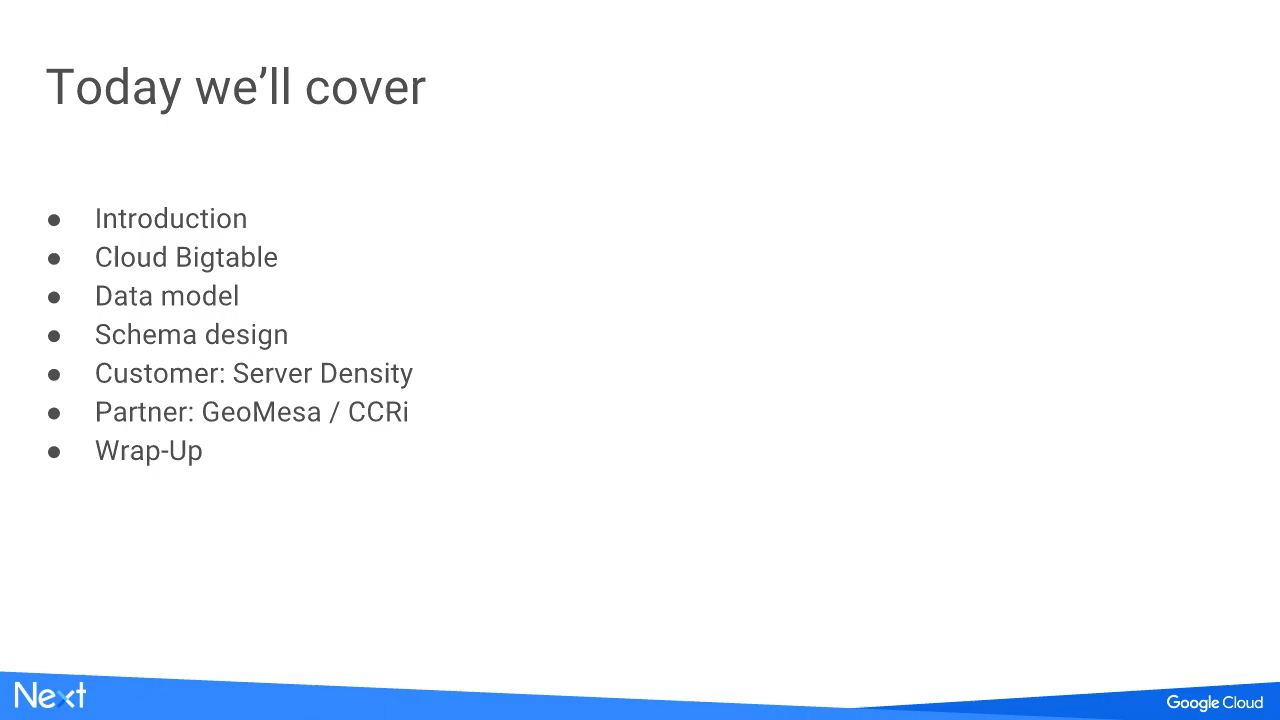 Today we’ll cover
● Introduction
● Cloud Bigtable
● Data model
● Schema design
● Customer: Server Density
● Partner: GeoMesa / CCRi
● Wrap-Up
Next
Google Cloud